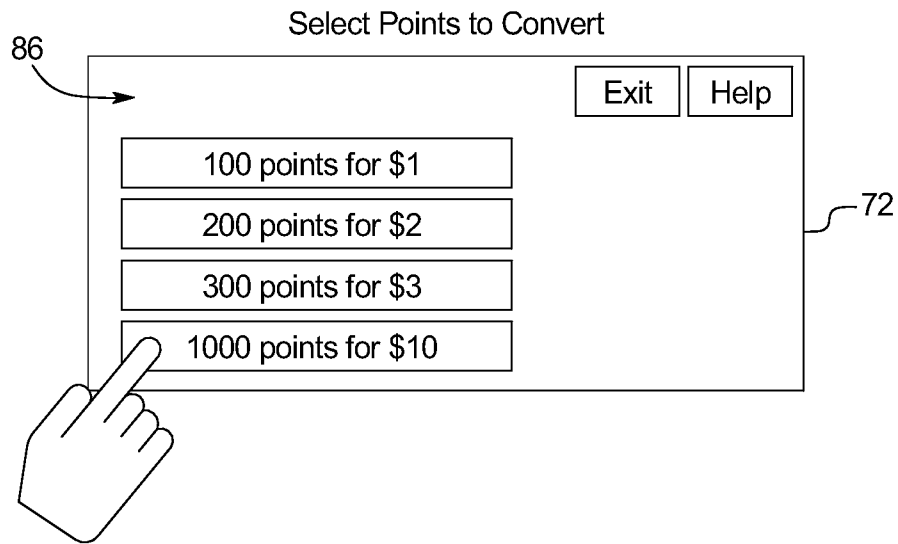 Select Points to Convert
86
Exit Help
100 points for $1
200 points for $2
72
300 points for $3
1000 points for $10